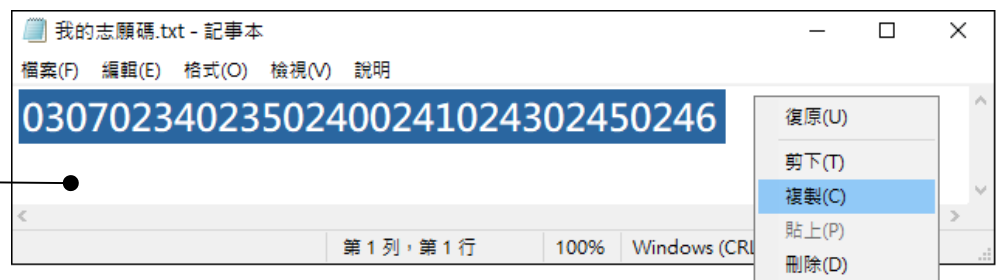 我的志願碼.txt - 記事本
檔案(F) 編輯(E) 格式(O) 檢視(V) 說明
03070234023502400241024302450246
復原(U)
剪下(T)
複製(C)
貼上(P)
刪除(D)
第 1 列，第 1 行 100% Windows (CRL